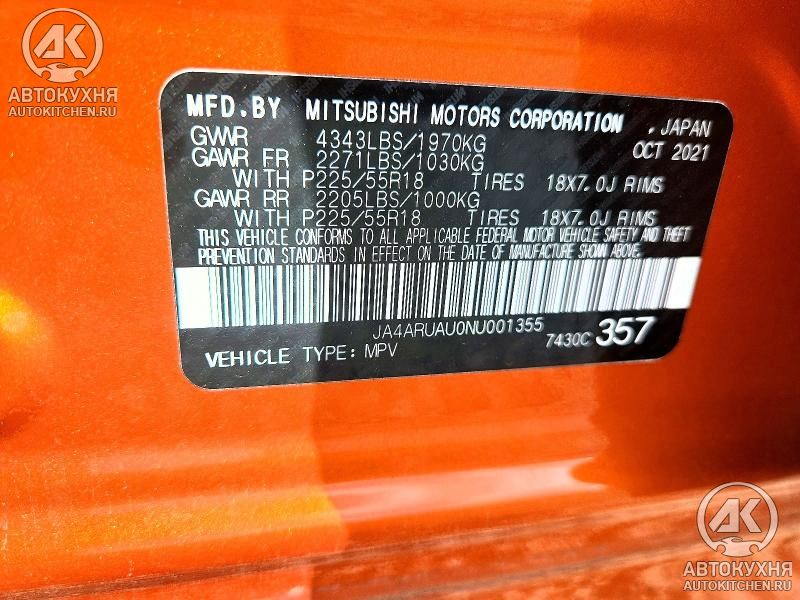 AK
АВТОКУХНЯ
AUTOKITCHEN.RU
MFD.BY MITSUBISHI MOTORS CORPORATION , JAPAN
GVWR 4343LBS/1970KG OCT 2021
GAWR FR 2271LBS/1030KG
WITH P225/55R18 TIRES 18X7.0J RIMS
GAWR RR 2205LBS/1000KG
WITH P225/55R18 TIRES 18X7.0J RIMS
THIS VEHICLE CONFORMS TO ALL APPLICABLE FEDERAL MOTOR VEHICLE SAFETY AND THEFT
PREVENTION STANDARDS IN EFFECT ON THE DATE OF MANUFACTURE SHOWN ABOVE.
JA4ARUAU0NU001355
VEHICLE TYPE: MPV 7430C 357
AK
АВТОКУХНЯ
AUTOKITCHEN.RU